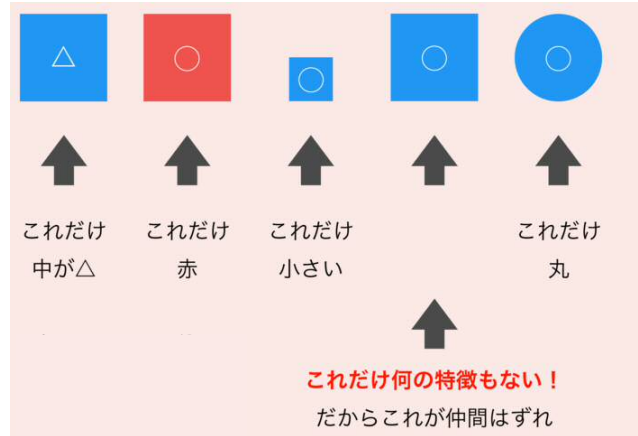 これだけ
中が△
これだけ
赤
これだけ
小さい
これだけ
丸
これだけ何の特徴もない！
だからこれが仲間はずれ